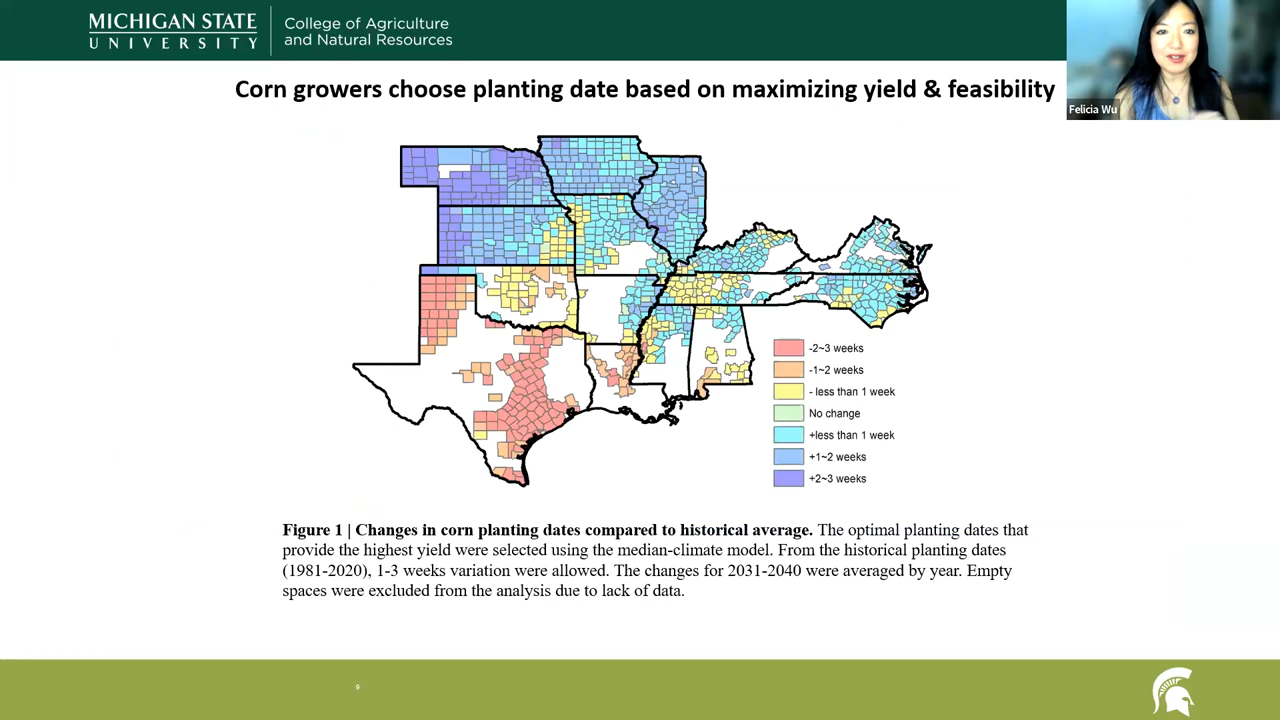 MICHIGAN STATE
UNIVERSITY
College of Agriculture
and Natural Resources
Corn growers choose planting date based on maximizing yield & feasibility
Felicia Wu
-2~3 weeks
-1~2 weeks
- less than 1 week
No change
+less than 1 week
+1~2 weeks
+2~3 weeks
Figure 1 | Changes in corn planting dates compared to historical average. The optimal planting dates that
provide the highest yield were selected using the median-climate model. From the historical planting dates
(1981-2020), 1-3 weeks variation were allowed. The changes for 2031-2040 were averaged by year. Empty
spaces were excluded from the analysis due to lack of data.
9